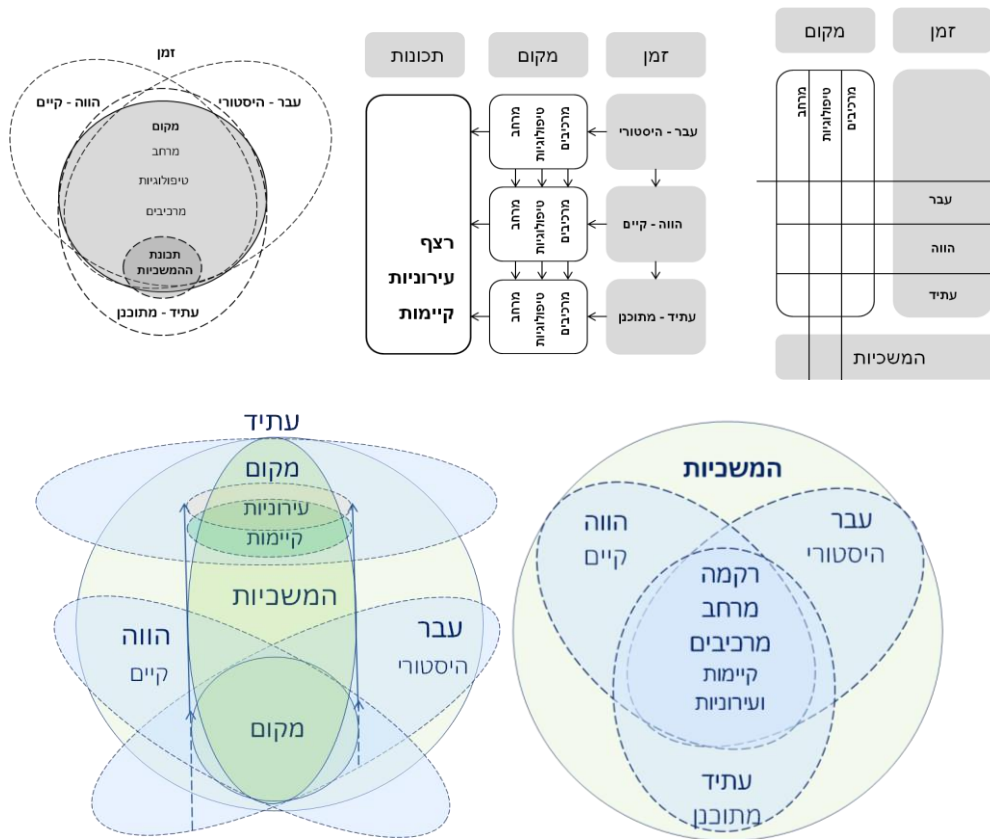 זמן
עבר - היסטורי
הווה - קיים
מקום
מרחב
טיפולוגיות
מרכיבים
תכונת
ההמשכיות
עתיד - מתוכנן
זמן
מקום
תכונות
עבר - היסטורי
מרכיבים
טיפולוגיות
מרחב
הווה - קיים
מרכיבים
טיפולוגיות
מרחב
עתיד - מתוכנן
מרכיבים
טיפולוגיות
מרחב
רצף
עירוניות
קיימות
זמן
מקום
מרכיבים
טיפולוגיות
מרחב
עבר
הווה
עתיד
המשכיות
עתיד
מקום
עירוניות
קיימות
המשכיות
עבר
היסטורי
הווה
קיים
מקום
המשכיות
עבר
היסטורי
הווה
קיים
רקמה
מרחב
מרכיבים
קיימות
ועירוניות
עתיד
מתוכנן